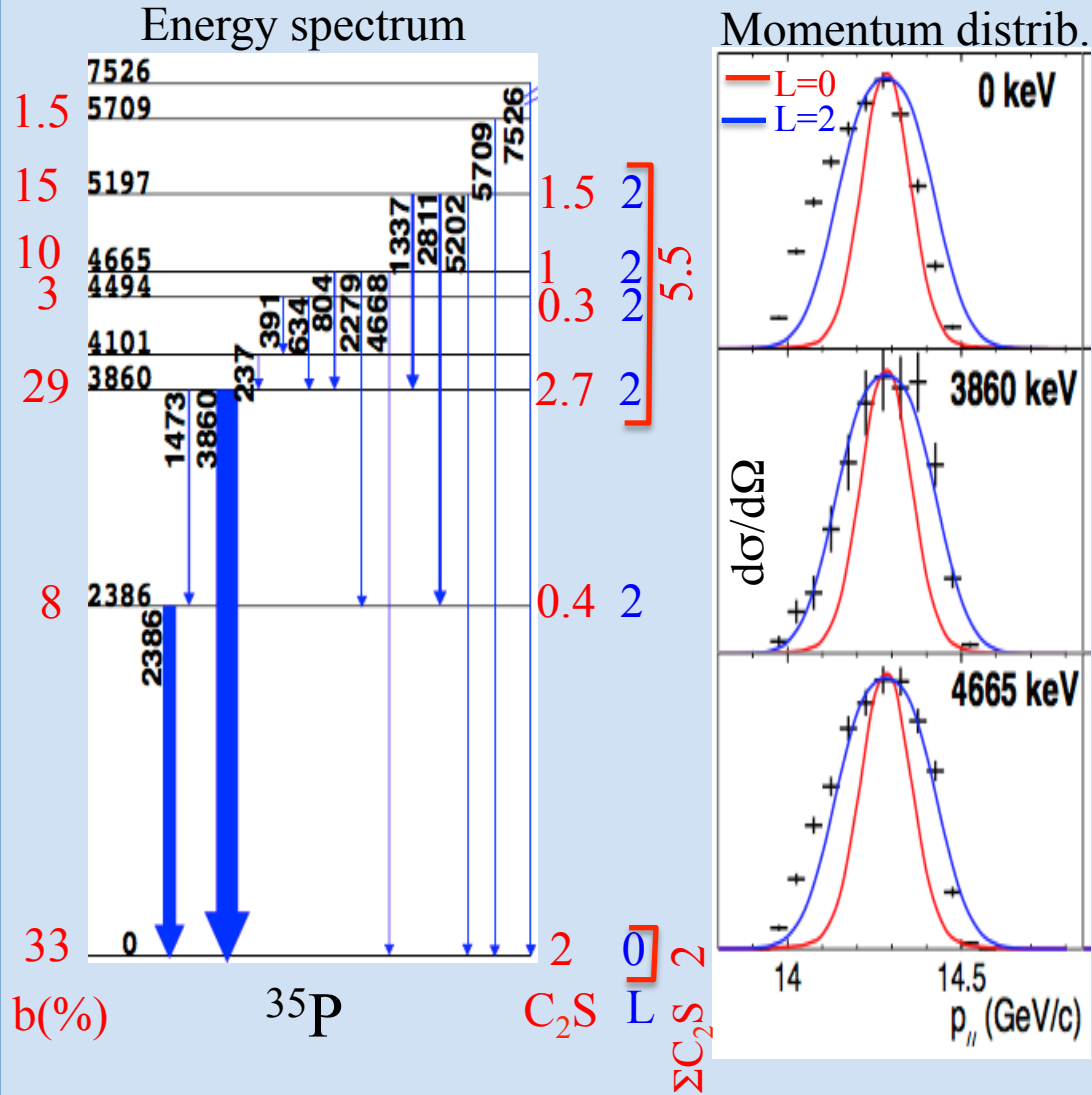 Energy spectrum
Momentum distrib.
7526
1.5
5709
15
5197
10
4665
3
4494
4101
29
3860
8
2386
33
0
2386
1473
3860
237
391
634
804
2279
4668
1337
2811
5202
5709
7526
1.5 2
1 2
0.3 2
2.7 2
5.5
0.4 2
2 0
b(%)
35P
C2S L
ΣC2S 2
L=0
L=2
0 keV
3860 keV
dσ/dΩ
4665 keV
14 14.5
p// (GeV/c)